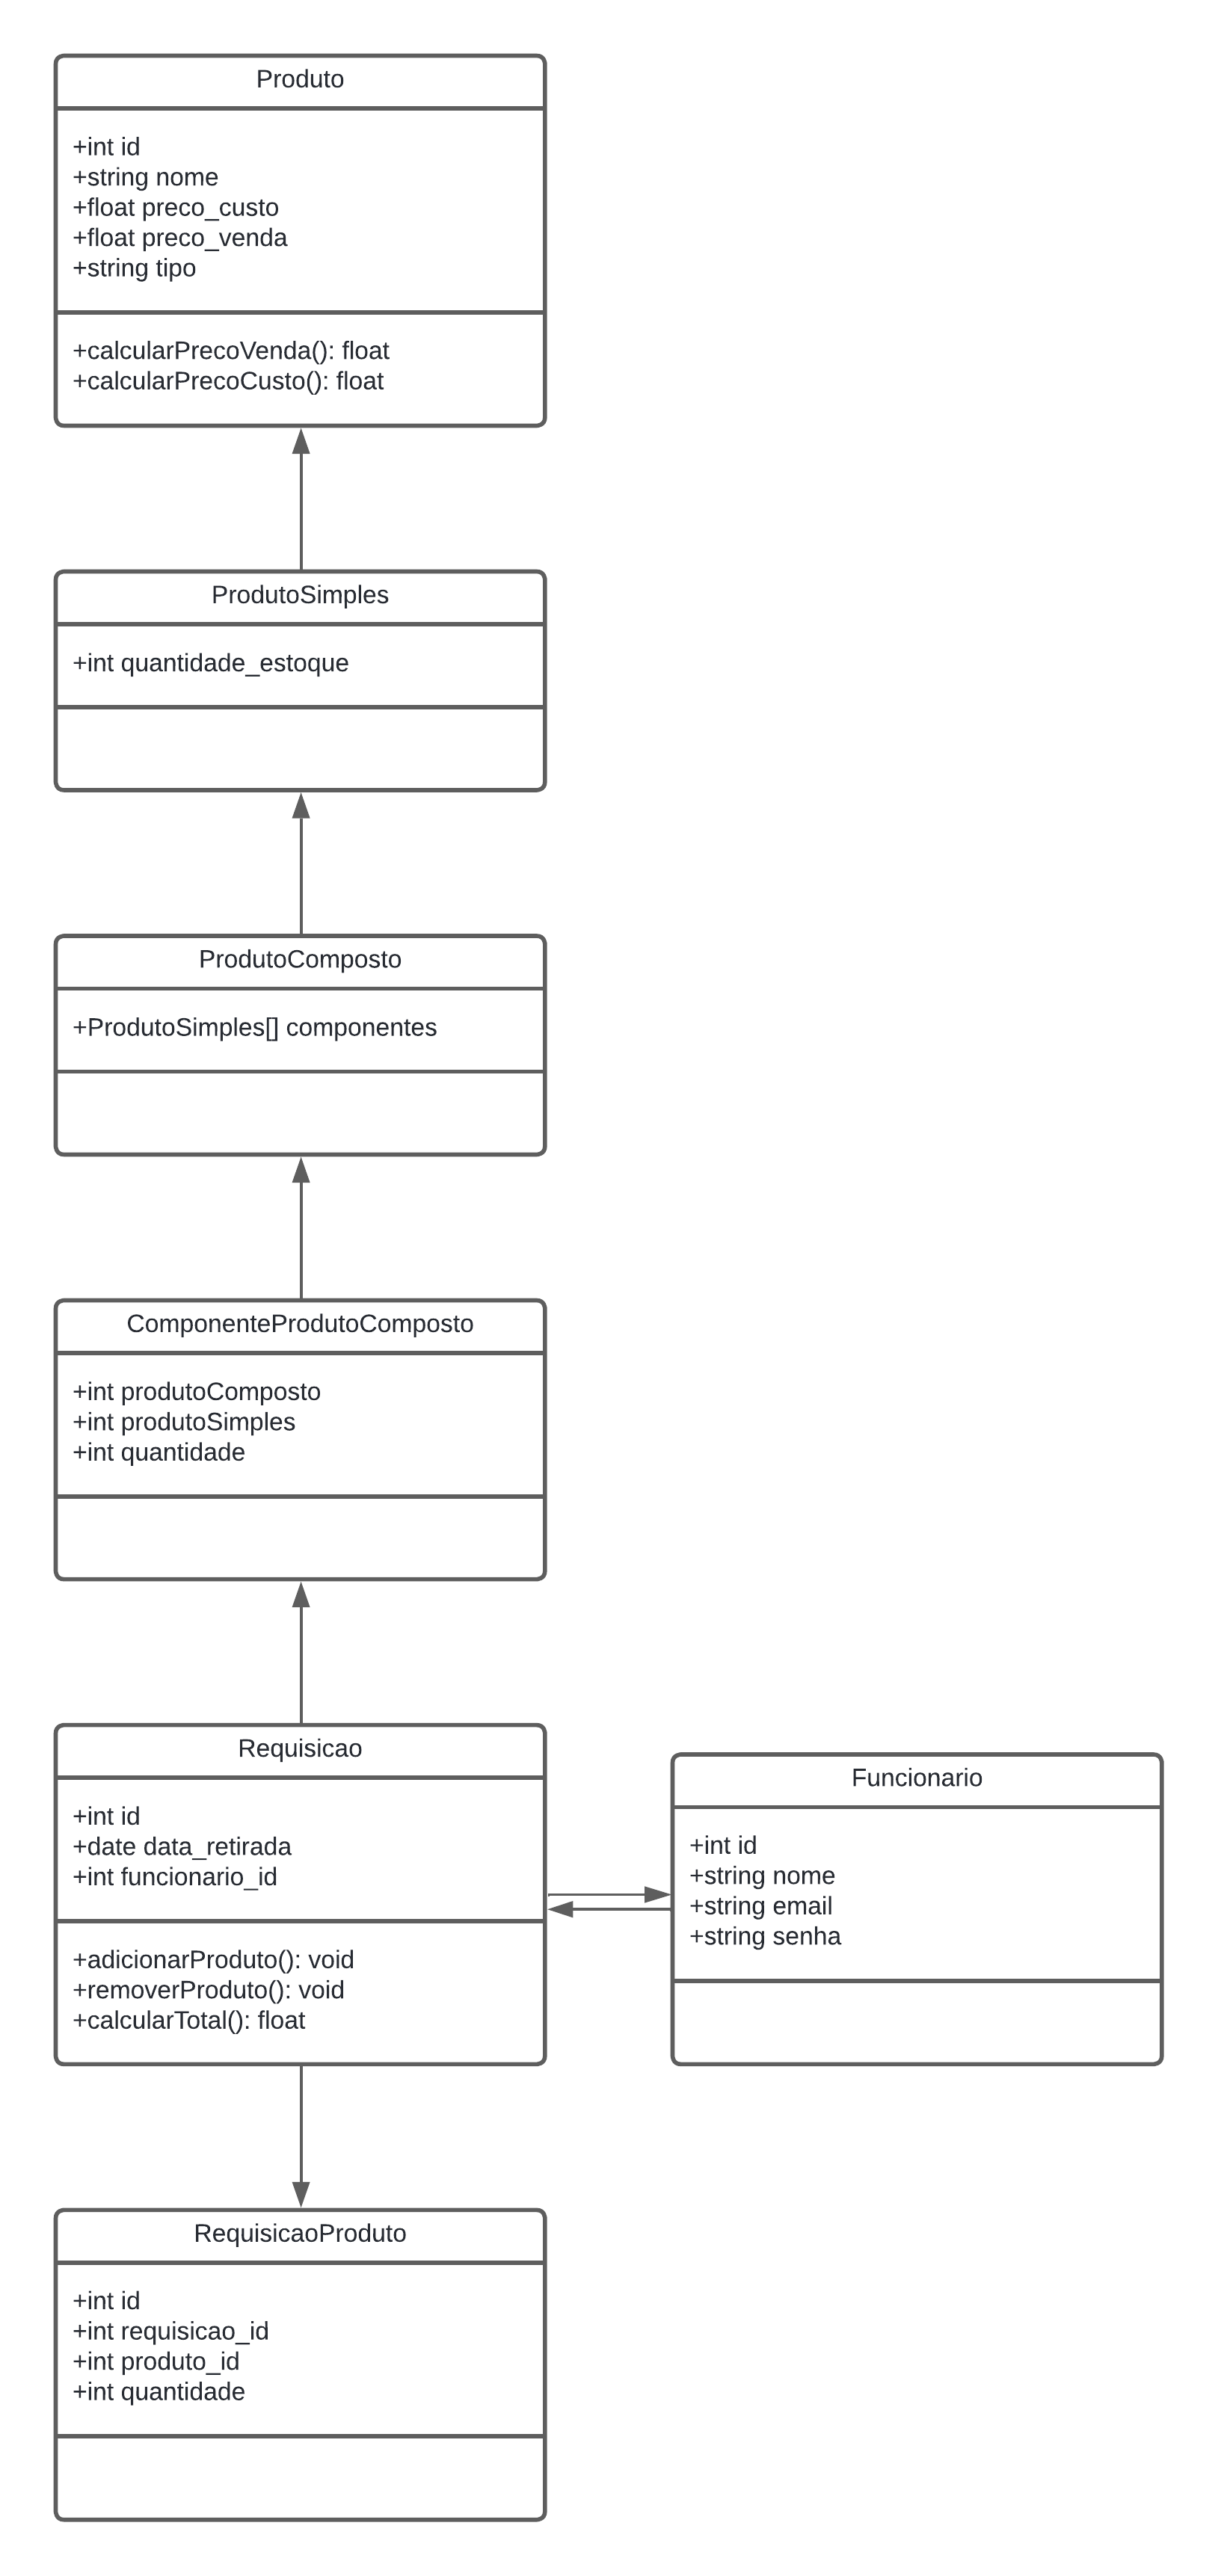 Produto
+int id
+string nome
+float preco_custo
+float preco_venda
+string tipo
+calcularPrecoVenda(): float
+calcularPrecoCusto(): float
ProdutoSimples
+int quantidade_estoque
ProdutoComposto
+ProdutoSimples[] componentes
ComponenteProdutoComposto
+int produtoComposto
+int produtoSimples
+int quantidade
Requisicao
+int id
+date data_retirada
+int funcionario_id
+adicionarProduto(): void
+removerProduto(): void
+calcularTotal(): float
Funcionario
+int id
+string nome
+string email
+string senha
RequisicaoProduto
+int id
+int requisicao_id
+int produto_id
+int quantidade